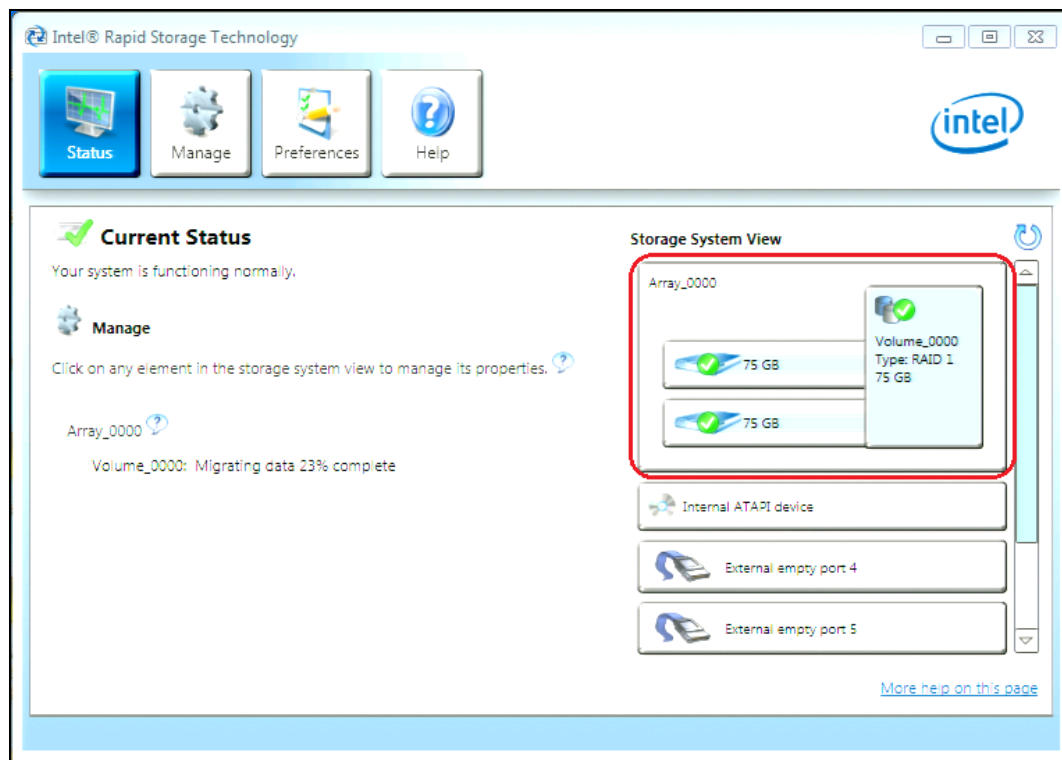 Intel® Rapid Storage Technology
Status
Manage
Preferences
Help
intel
Current Status
Your system is functioning normally.
Manage
Click on any element in the storage system view to manage its properties. ?
Array_0000 ?
Volume_0000: Migrating data 23% complete
Storage System View
Array_0000
75 GB
75 GB
Volume_0000
Type: RAID 1
75 GB
Internal ATAPI device
External empty port 4
External empty port 5
More help on this page